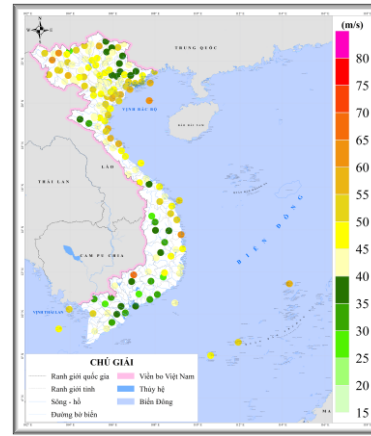 (m/s)
TRUNG QUỐC
80
75
70
VỊNH BẮC BỘ
65
60
LÀO
55
THÁI LAN
50
BIỂN ĐÔNG
45
CAM PU CHIA
40
35
VỊNH THÁI LAN
30
25
CHÚ GIẢI
20
Ranh giới quốc gia
Viền bo Việt Nam
Ranh giới tỉnh
Thủy hệ
Sông - hồ
Biển Đông
Đường bờ biển
15